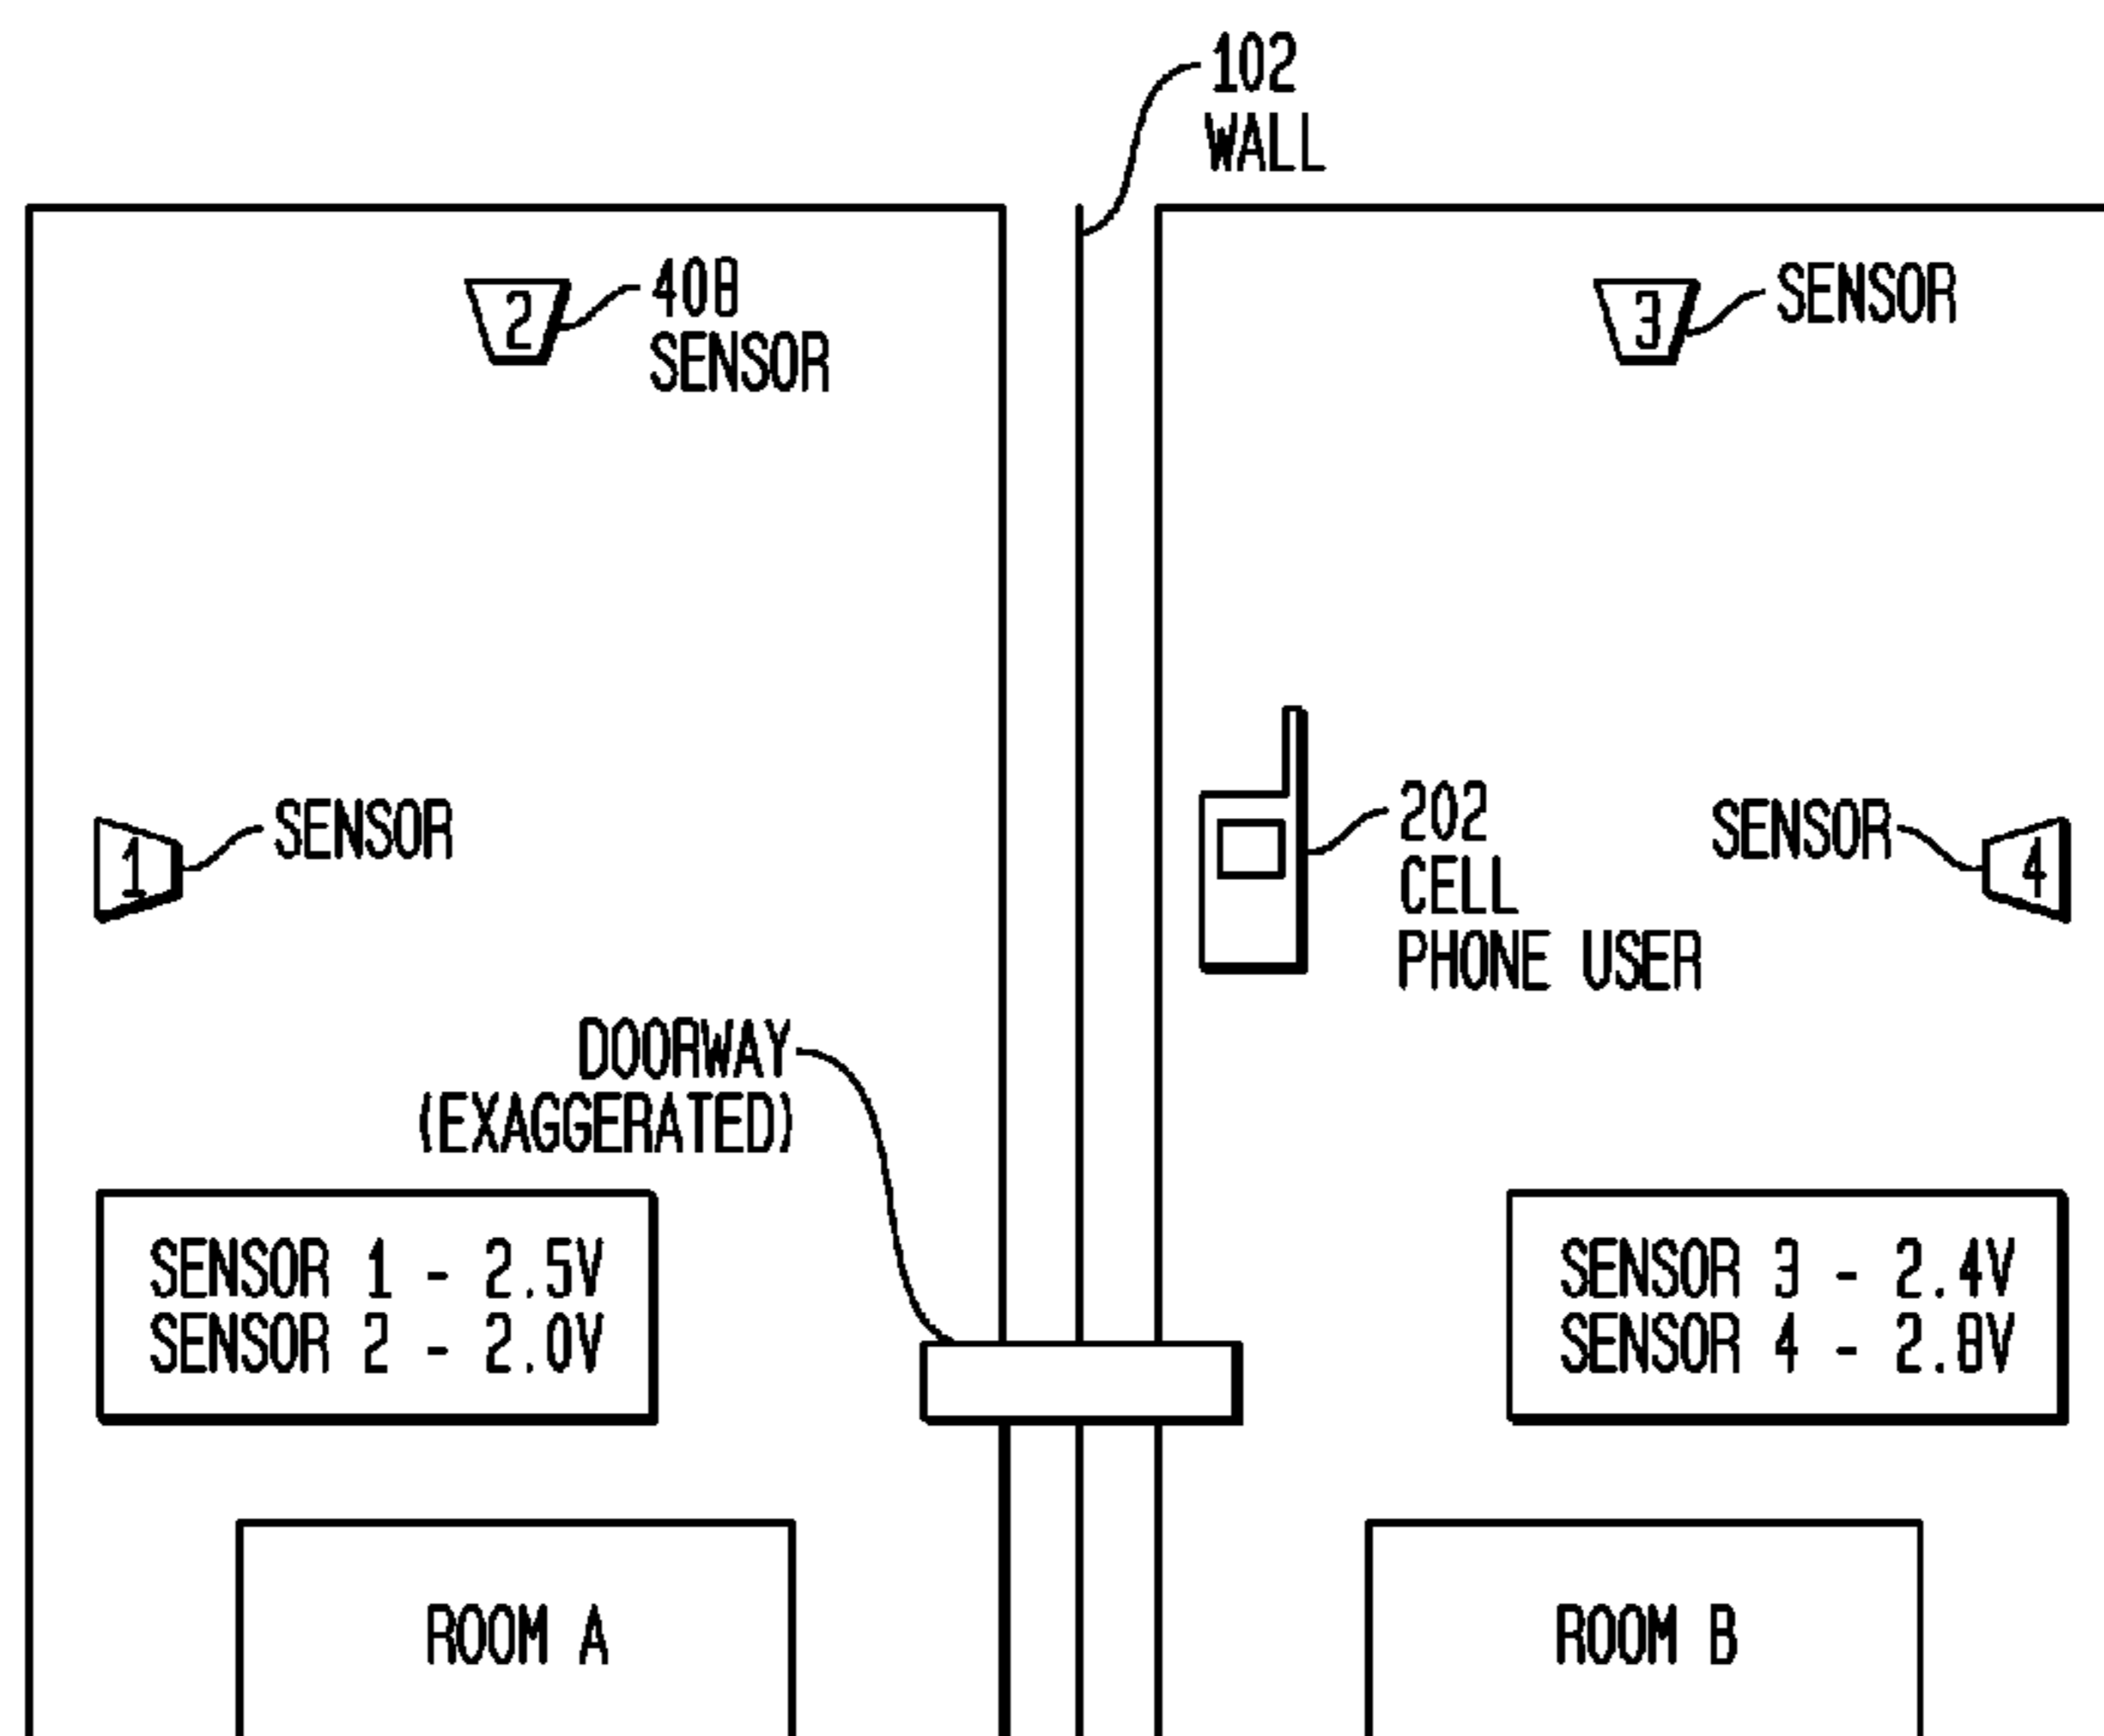 102
WALL
2
408
SENSOR
3
SENSOR
1
SENSOR
202
CELL
PHONE USER
SENSOR
4
DOORWAY
(EXAGGERATED)
SENSOR 1 - 2.5V
SENSOR 2 - 2.0V
SENSOR 3 - 2.4V
SENSOR 4 - 2.8V
ROOM A
ROOM B